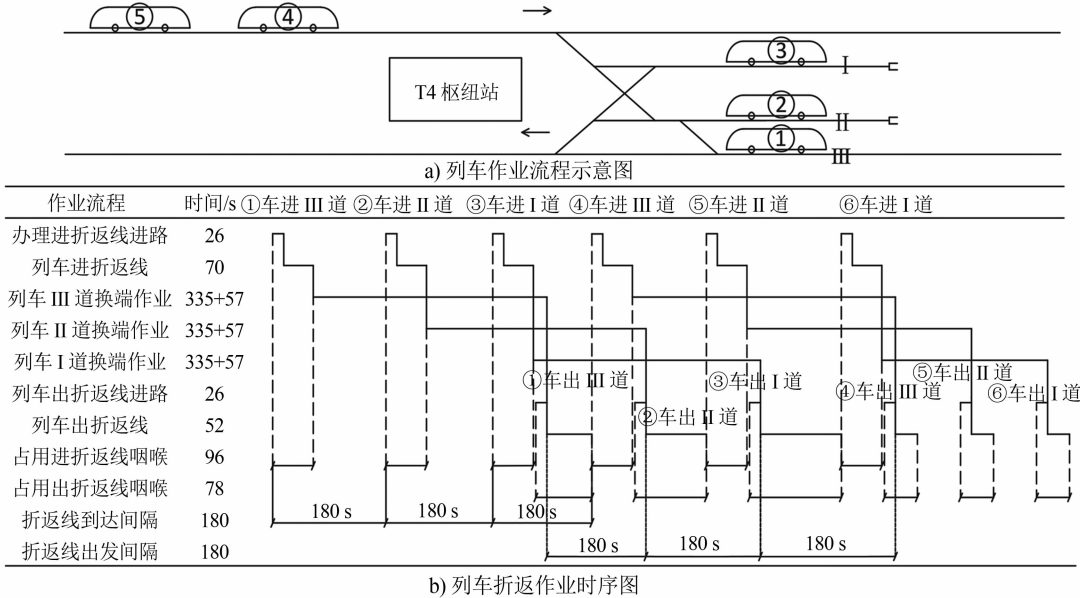 ⑤ ④ ③ I
T4 枢纽站 ② II
① III
a) 列车作业流程示意图
作业流程 时间/s ①车进 III 道 ②车进 II 道 ③车进 I 道 ④车进 III 道 ⑤车进 II 道 ⑥车进 I 道
办理进折返线进路 26
列车进折返线 70
列车 III 道换端作业 335+57
列车 II 道换端作业 335+57
列车 I 道换端作业 335+57
①车出 III 道 ③车出 I 道 ⑤车出 II 道
列车出折返线进路 26 ④车出 III 道 ⑥车出 I 道
列车出折返线 52 ②车出 II 道
占用进折返线咽喉 96
占用出折返线咽喉 78
折返线到达间隔 180 180 s 180 s 180 s
折返线出发间隔 180 180 s 180 s 180 s
b) 列车折返作业时序图